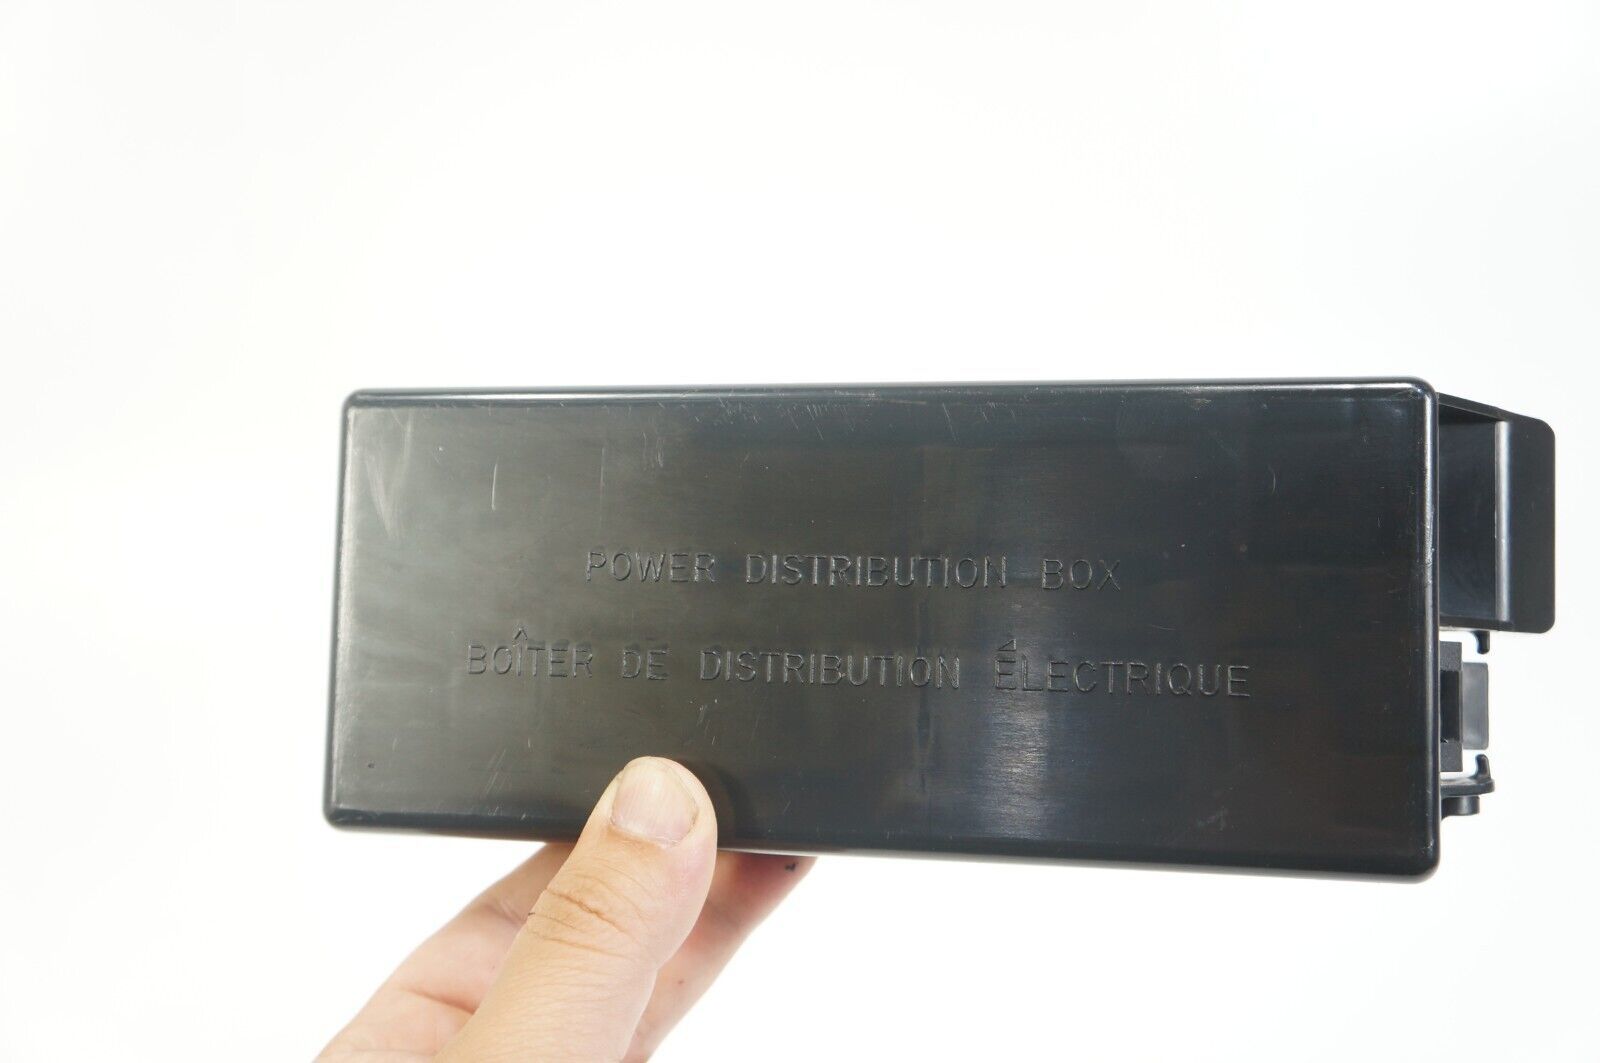 POWER DISTRIBUTION BOX
BOÎTER DE DISTRIBUTION ÉLECTRIQUE